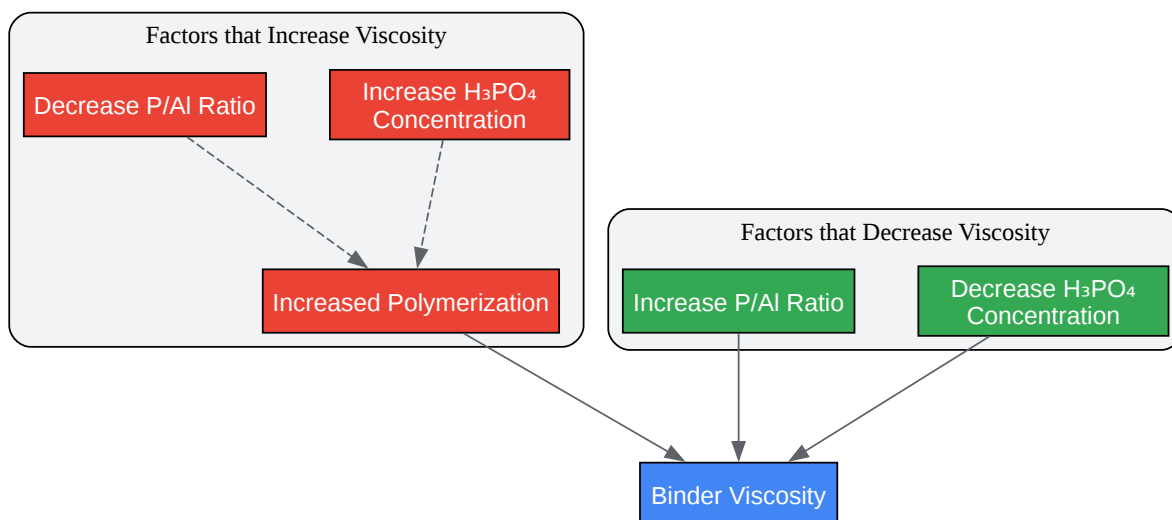 Factors that Increase Viscosity
Decrease P/Al Ratio
Increase H₃PO₄
Concentration
Increased Polymerization
Factors that Decrease Viscosity
Increase P/Al Ratio
Decrease H₃PO₄
Concentration
Binder Viscosity